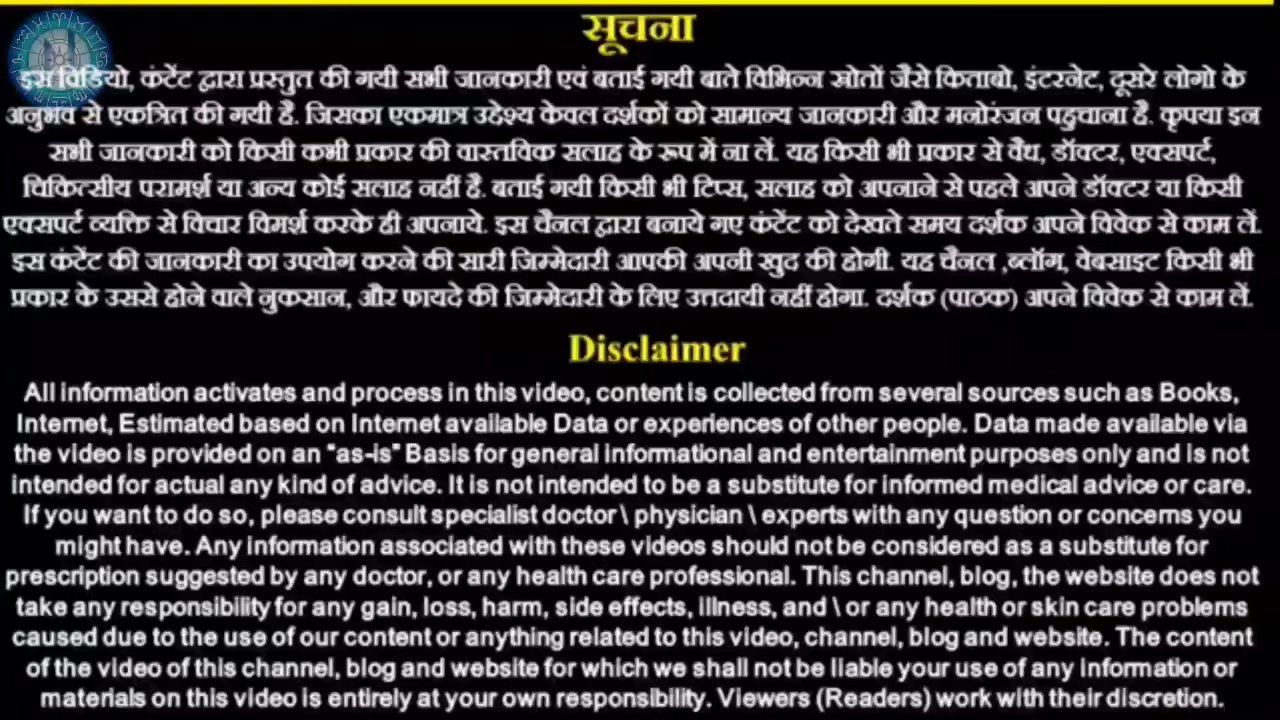 सूचना
इस विडियो, कंटेंट द्वारा प्रस्तुत की गयी सभी जानकारी एवं बताई गयी बाते विभिन्न स्रोतों जैसे किताबो, इंटरनेट, दूसरे लोगो के
अनुभव से एकत्रित की गयी है. जिसका एकमात्र उद्देश्य केवल दर्शकों को सामान्य जानकारी और मनोरंजन पहुचाना है. कृपया इन
सभी जानकारी को किसी कभी प्रकार की वास्तविक सलाह के रूप में ना लें. यह किसी भी प्रकार से वैध, डॉक्टर, एक्सपर्ट,
चिकित्सीय परामर्श या अन्य कोई सलाह नहीं है. बताई गयी किसी भी टिप्स, सलाह को अपनाने से पहले अपने डॉक्टर या किसी
एक्सपर्ट व्यक्ति से विचार विमर्श करके ही अपनाये. इस चैनल द्वारा बनाये गए कंटेंट को देखते समय दर्शक अपने विवेक से काम लें.
इस कंटेंट की जानकारी का उपयोग करने की सारी जिम्मेदारी आपकी अपनी खुद की होगी. यह चैनल ,ब्लॉग, वेबसाइट किसी भी
प्रकार के उससे होने वाले नुकसान, और फायदे की जिम्मेदारी के लिए उत्तदायी नहीं होगा. दर्शक (पाठक) अपने विवेक से काम लें.
Disclaimer
All information activates and process in this video, content is collected from several sources such as Books,
Internet, Estimated based on Internet available Data or experiences of other people. Data made available via
the video is provided on an "as-is" Basis for general informational and entertainment purposes only and is not
intended for actual any kind of advice. It is not intended to be a substitute for informed medical advice or care.
If you want to do so, please consult specialist doctor \ physician \ experts with any question or concerns you
might have. Any information associated with these videos should not be considered as a substitute for
prescription suggested by any doctor, or any health care professional. This channel, blog, the website does not
take any responsibility for any gain, loss, harm, side effects, illness, and \ or any health or skin care problems
caused due to the use of our content or anything related to this video, channel, blog and website. The content
of the video of this channel, blog and website for which we shall not be liable your use of any information or
materials on this video is entirely at your own responsibility. Viewers (Readers) work with their discretion.